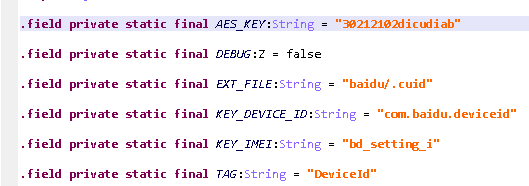 .field private static final AES_KEY:String = "30212102dicudiab"
.field private static final DEBUG:Z = false
.field private static final EXT_FILE:String = "baidu/.cuid"
.field private static final KEY_DEVICE_ID:String = "com.baidu.deviceid"
.field private static final KEY_IMEI:String = "bd_setting_i"
.field private static final TAG:String = "DeviceId"